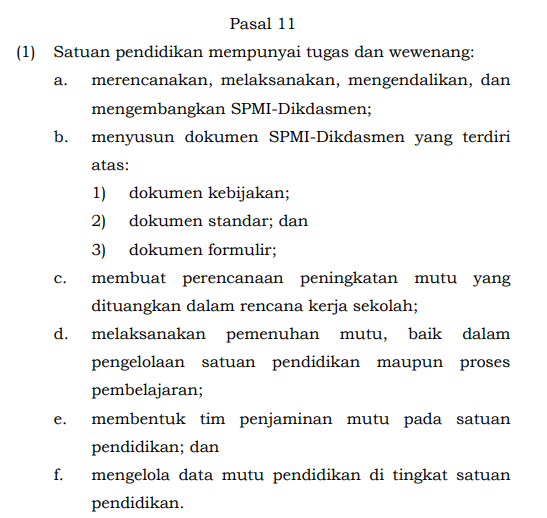 Pasal 11
(1) Satuan pendidikan mempunyai tugas dan wewenang:
a. merencanakan, melaksanakan, mengendalikan, dan
mengembangkan SPMI-Dikdasmen;
b. menyusun dokumen SPMI-Dikdasmen yang terdiri
atas:
1) dokumen kebijakan;
2) dokumen standar; dan
3) dokumen formulir;
c. membuat perencanaan peningkatan mutu yang
dituangkan dalam rencana kerja sekolah;
d. melaksanakan pemenuhan mutu, baik dalam
pengelolaan satuan pendidikan maupun proses
pembelajaran;
e. membentuk tim penjaminan mutu pada satuan
pendidikan; dan
f. mengelola data mutu pendidikan di tingkat satuan
pendidikan.